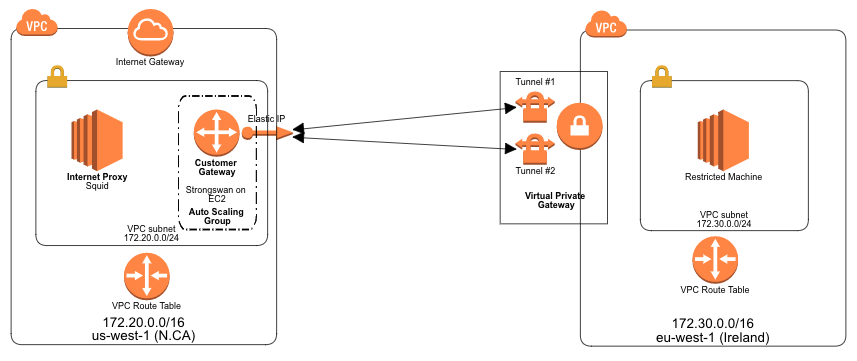 VPC
Internet Gateway
Elastic IP
Internet Proxy
Squid
Customer
Gateway
Strongswan on
EC2
Auto Scaling
Group
VPC subnet
172.20.0.0/24
VPC Route Table
172.20.0.0/16
us-west-1 (N.CA)
Tunnel #1
Tunnel #2
Virtual Private
Gateway
VPC
Restricted Machine
VPC subnet
172.30.0.0/24
VPC Route Table
172.30.0.0/16
eu-west-1 (Ireland)